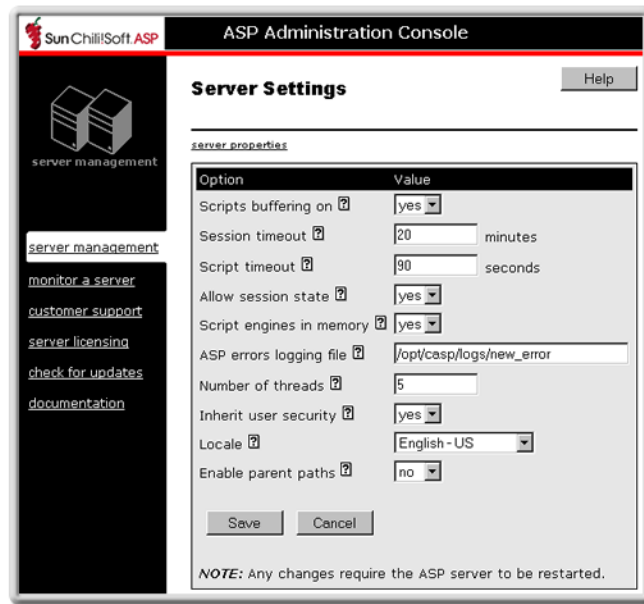 Sun Chili!Soft ASP
ASP Administration Console
Server Settings
Help
server management
server properties
Option Value
Scripts buffering on ? yes
Session timeout ? 20 minutes
Script timeout ? 90 seconds
Allow session state ? yes
Script engines in memory ? yes
ASP errors logging file ? /opt/casp/logs/new_error
Number of threads ? 5
Inherit user security ? yes
Locale ? English - US
Enable parent paths ? no
Save Cancel
NOTE: Any changes require the ASP server to be restarted.
server management
monitor a server
customer support
server licensing
check for updates
documentation